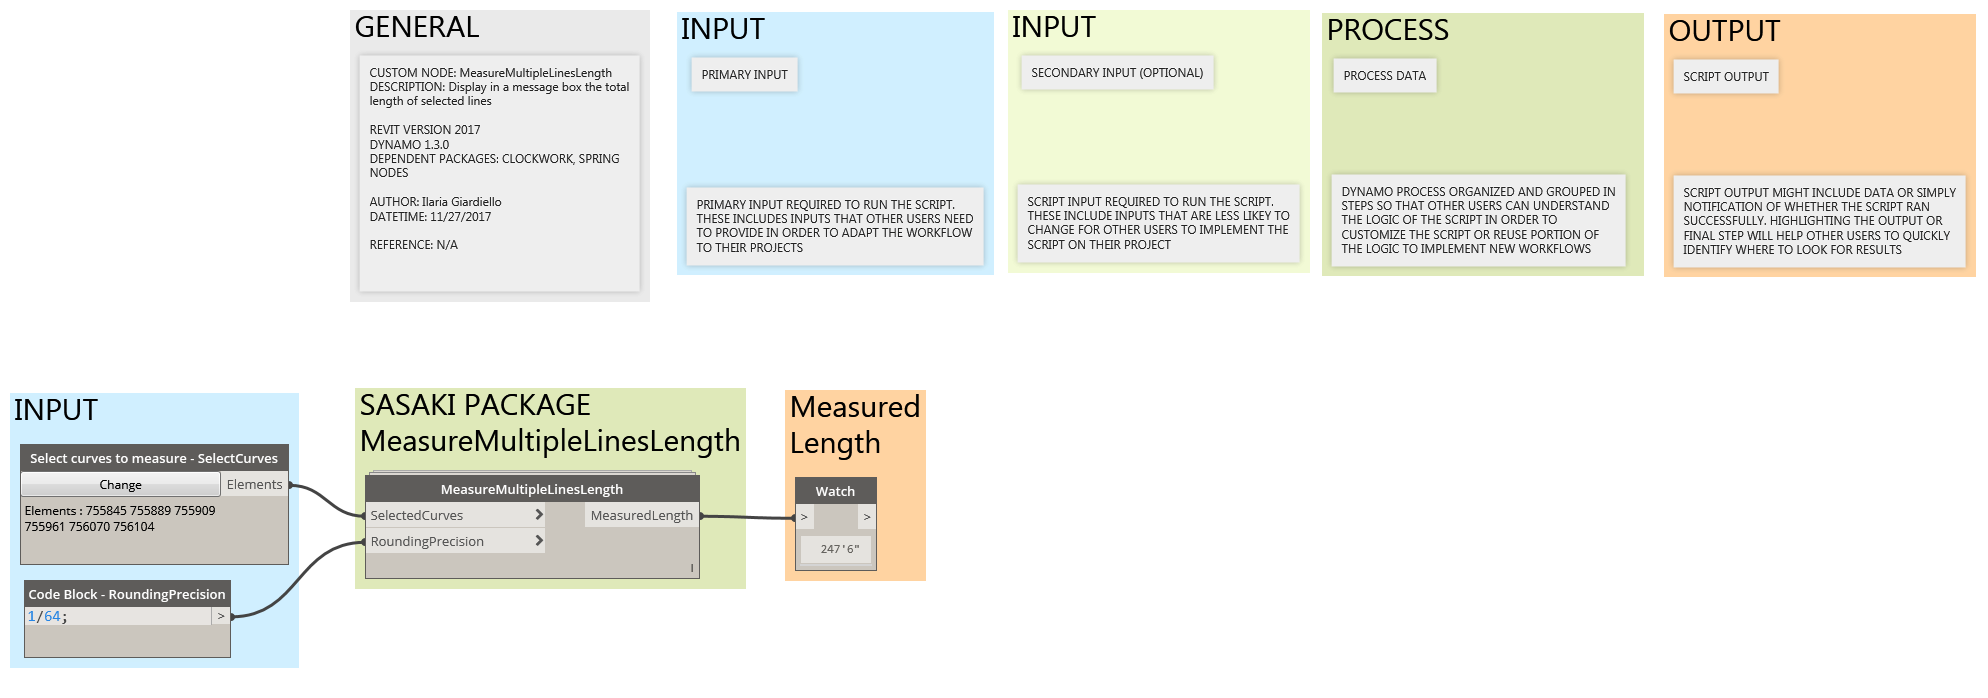 GENERAL
CUSTOM NODE: MeasureMultipleLinesLength
DESCRIPTION: Display in a message box the total
length of selected lines
REVIT VERSION 2017
DYNAMO 1.3.0
DEPENDENT PACKAGES: CLOCKWORK, SPRING
NODES
AUTHOR: Ilaria Giardiello
DATETIME: 11/27/2017
REFERENCE: N/A
INPUT
PRIMARY INPUT
PRIMARY INPUT REQUIRED TO RUN THE SCRIPT.
THESE INCLUDES INPUTS THAT OTHER USERS NEED
TO PROVIDE IN ORDER TO ADAPT THE WORKFLOW
TO THEIR PROJECTS
INPUT
SECONDARY INPUT (OPTIONAL)
SCRIPT INPUT REQUIRED TO RUN THE SCRIPT.
THESE INCLUDE INPUTS THAT ARE LESS LIKEY TO
CHANGE FOR OTHER USERS TO IMPLEMENT THE
SCRIPT ON THEIR PROJECT
PROCESS
PROCESS DATA
DYNAMO PROCESS ORGANIZED AND GROUPED IN
STEPS SO THAT OTHER USERS CAN UNDERSTAND
THE LOGIC OF THE SCRIPT IN ORDER TO
CUSTOMIZE THE SCRIPT OR REUSE PORTION OF
THE LOGIC TO IMPLEMENT NEW WORKFLOWS
OUTPUT
SCRIPT OUTPUT
SCRIPT OUTPUT MIGHT INCLUDE DATA OR SIMPLY
NOTIFICATION OF WHETHER THE SCRIPT RAN
SUCCESSFULLY. HIGHLIGHTING THE OUTPUT OR
FINAL STEP WILL HELP OTHER USERS TO QUICKLY
IDENTIFY WHERE TO LOOK FOR RESULTS
INPUT
Select curves to measure - SelectCurves
Change
Elements
Elements : 755845 755889 755909
755961 756070 756104
Code Block - RoundingPrecision
1/64;
>
SASAKI PACKAGE
MeasureMultipleLinesLength
MeasureMultipleLinesLength
SelectedCurves
MeasuredLength
RoundingPrecision
l
Measured
Length
Watch
> >
247'6"